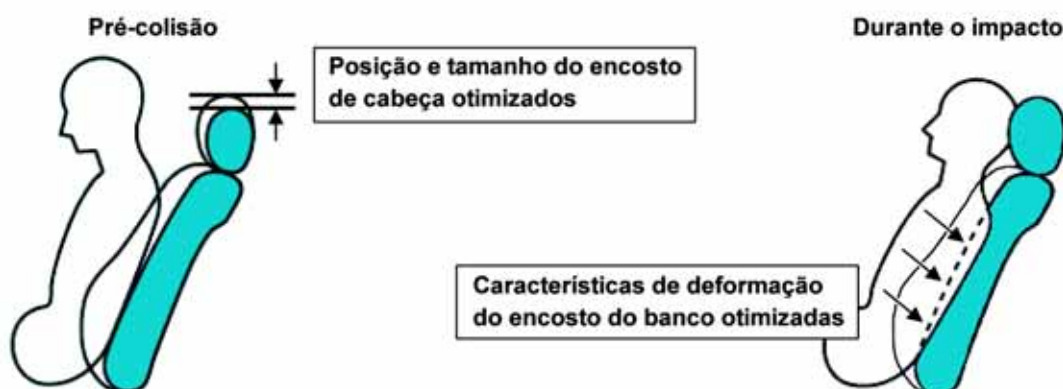 Pré-colisão
Posição e tamanho do encosto
de cabeça otimizados
Durante o impacto
Características de deformação
do encosto do banco otimizadas